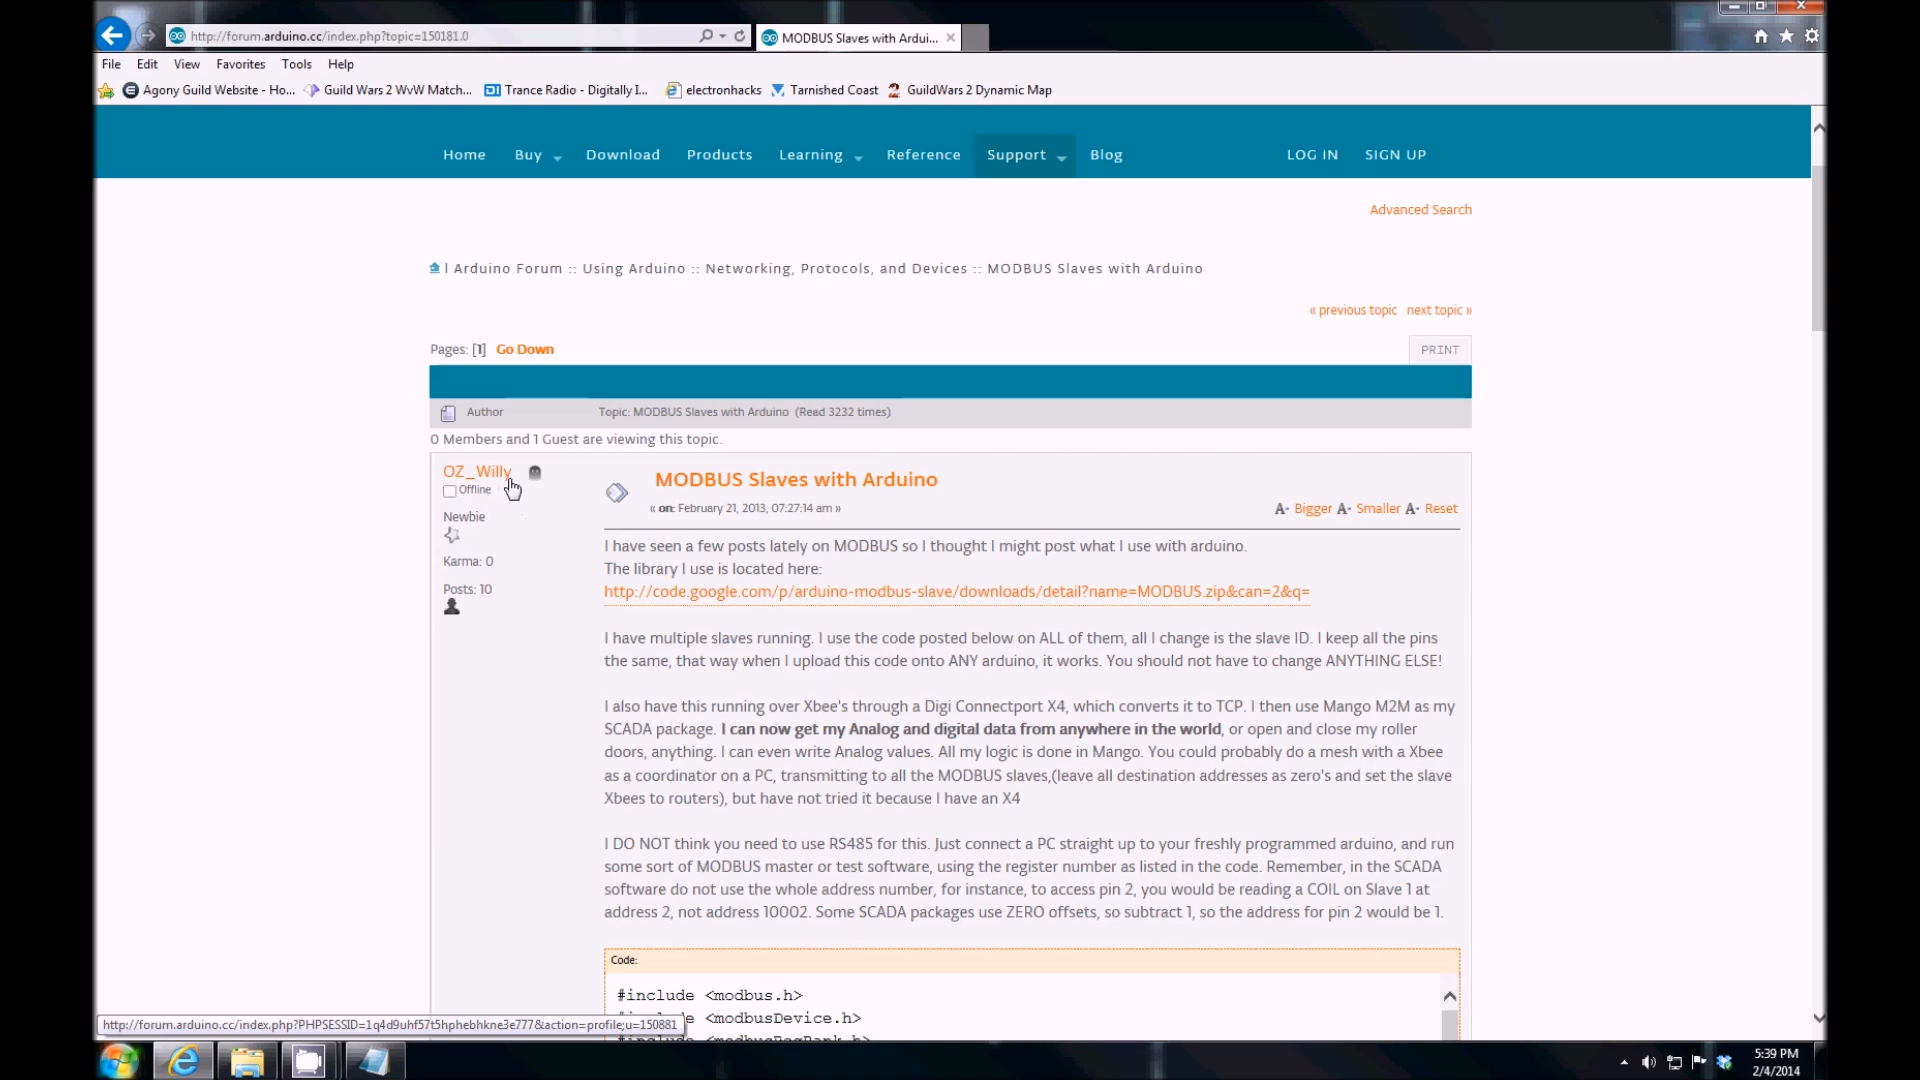 http://forum.arduino.cc/index.php?topic=150181.0
MODBUS Slaves with Ardui...
File Edit View Favorites Tools Help
Agony Guild Website - Ho... Guild Wars 2 WvW Match... Trance Radio - Digitally I... electronhacks Tarnished Coast GuildWars 2 Dynamic Map
Home Buy Download Products Learning Reference Support Blog LOG IN SIGN UP
Advanced Search
| Arduino Forum :: Using Arduino :: Networking, Protocols, and Devices :: MODBUS Slaves with Arduino
« previous topic next topic »
Pages: [1] Go Down
PRINT
Author Topic: MODBUS Slaves with Arduino (Read 3232 times)
0 Members and 1 Guest are viewing this topic.
OZ_Willy
Offline
Newbie
Karma: 0
Posts: 10
MODBUS Slaves with Arduino
« on: February 21, 2013, 07:27:14 am »
A- Bigger A- Smaller A- Reset
I have seen a few posts lately on MODBUS so I thought I might post what I use with arduino.
The library I use is located here:
http://code.google.com/p/arduino-modbus-slave/downloads/detail?name=MODBUS.zip&can=2&q=
I have multiple slaves running. I use the code posted below on ALL of them, all I change is the slave ID. I keep all the pins
the same, that way when I upload this code onto ANY arduino, it works. You should not have to change ANYTHING ELSE!
I also have this running over Xbee's through a Digi Connectport X4, which converts it to TCP. I then use Mango M2M as my
SCADA package. I can now get my Analog and digital data from anywhere in the world, or open and close my roller
doors, anything. I can even write Analog values. All my logic is done in Mango. You could probably do a mesh with a Xbee
as a coordinator on a PC, transmitting to all the MODBUS slaves,(leave all destination addresses as zero's and set the slave
Xbees to routers), but have not tried it because I have an X4
I DO NOT think you need to use RS485 for this. Just connect a PC straight up to your freshly programmed arduino, and run
some sort of MODBUS master or test software, using the register number as listed in the code. Remember, in the SCADA
software do not use the whole address number, for instance, to access pin 2, you would be reading a COIL on Slave 1 at
address 2, not address 10002. Some SCADA packages use ZERO offsets, so subtract 1, so the address for pin 2 would be 1.
Code:
#include <modbus.h>
#include <modbusDevice.h>
#include <modbusRegBank.h>
http://forum.arduino.cc/index.php?PHPSESSID=1q4d9uhf57t5hphebhkne3e777&action=profile;u=150881
5:39 PM
2/4/2014